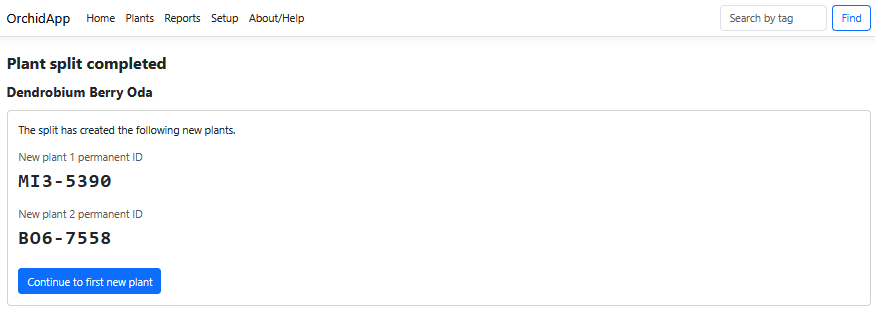 OrchidApp Home Plants Reports Setup About/Help Search by tag Find
Plant split completed
Dendrobium Berry Oda
The split has created the following new plants.
New plant 1 permanent ID
MI3-5390
New plant 2 permanent ID
BO6-7558
Continue to first new plant